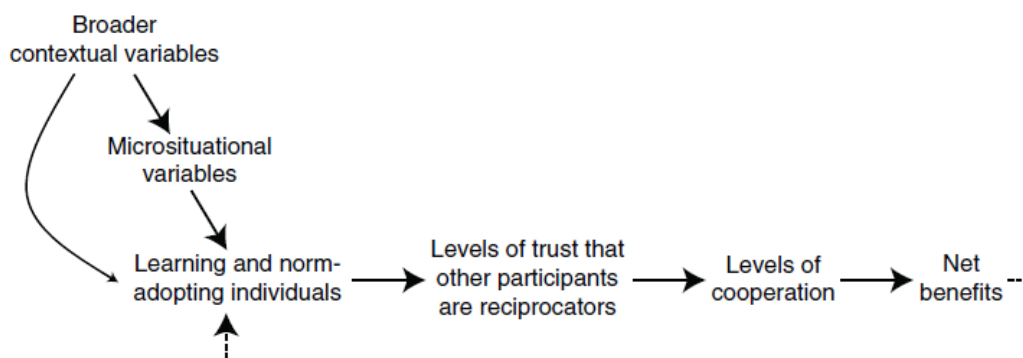 Broader
contextual variables
Microsituational
variables
Learning and norm-
adopting individuals
Levels of trust that
other participants
are reciprocators
Levels of
cooperation
Net
benefits